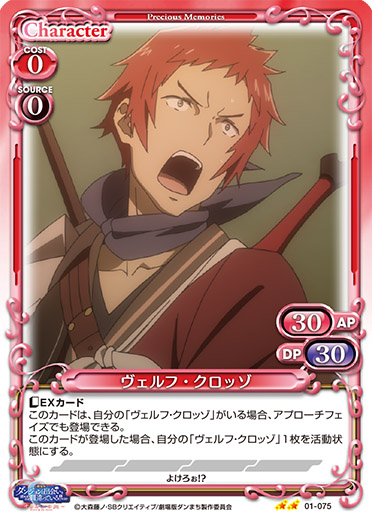 Precious Memories
Character
COST
0
SOURCE
0
30 AP
DP 30
ヴェルフ・クロッゾ
EXカード
このカードは、自分の「ヴェルフ・クロッゾ」がいる場合、アプローチフェ
イズでも登場できる。
このカードが登場した場合、自分の「ヴェルフ・クロッゾ」1枚を活動状
態にする。
よけろぉ!?
©大森藤ノ・SBクリエイティブ/劇場版ダンまち製作委員会
01-075